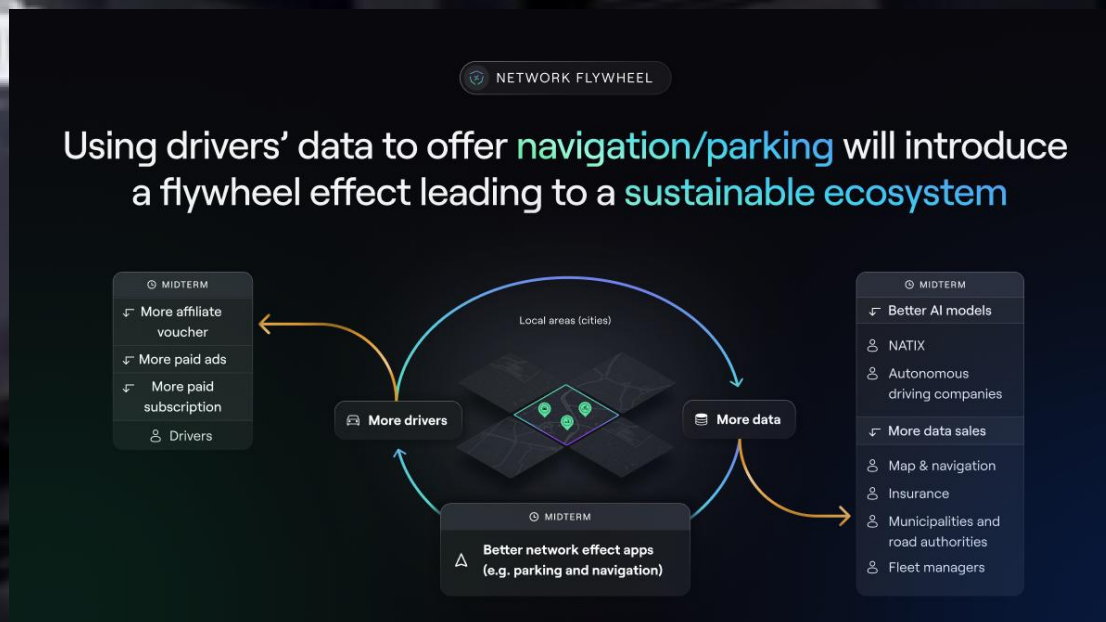 NETWORK FLYWHEEL
Using drivers’ data to offer navigation/parking will introduce
a flywheel effect leading to a sustainable ecosystem
MIDTERM
More affiliate
voucher
More paid ads
More paid
subscription
Drivers
Local areas (cities)
More drivers
More data
MIDTERM
Better network effect apps
(e.g. parking and navigation)
MIDTERM
Better AI models
NATIX
Autonomous
driving companies
More data sales
Map & navigation
Insurance
Municipalities and
road authorities
Fleet managers